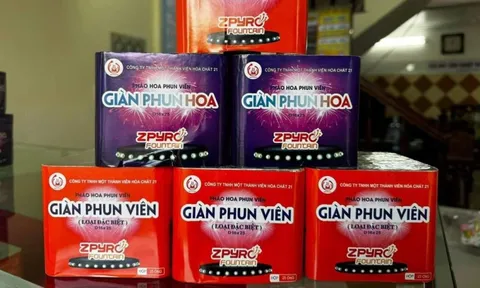 ZPYRO
FOUNTAIN
CÔNG TY TNHH MỘT THÀNH VIÊN HÓA CHẤT 21
PHÁO HOA PHUN VIÊN
GIÀN PHUN HOA
ZPYRO
FOUNTAIN
CÔNG TY TNHH MỘT THÀNH VIÊN HÓA CHẤT 21
PHÁO HOA PHUN VIÊN
GIÀN PHUN HOA
ZPYRO
FOUNTAIN
CÔNG TY TNHH MỘT THÀNH VIÊN HÓA CHẤT 21
PHÁO HOA PHUN VIÊN
GIÀN PHUN VIÊN
( LOẠI ĐẶC BIỆT )
ZPYRO
FOUNTAIN
CÔNG TY TNHH MỘT THÀNH VIÊN HÓA CHẤT 21
PHÁO HOA PHUN VIÊN
GIÀN PHUN VIÊN
( LOẠI ĐẶC BIỆT )
ZPYRO
FOUNTAIN
CÔNG TY TNHH MỘT THÀNH VIÊN HÓA CHẤT 21
PHÁO HOA PHUN VIÊN
GIÀN PHUN VIÊN
( LOẠI ĐẶC BIỆT )
ZPYRO
FOUNTAIN